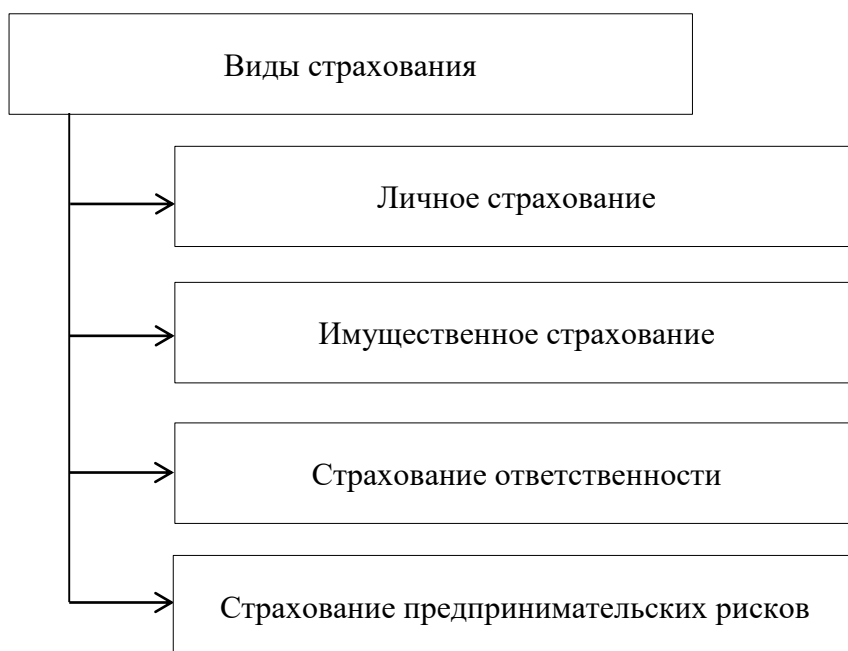 Виды страхования
Личное страхование
Имущественное страхование
Страхование ответственности
Страхование предпринимательских рисков